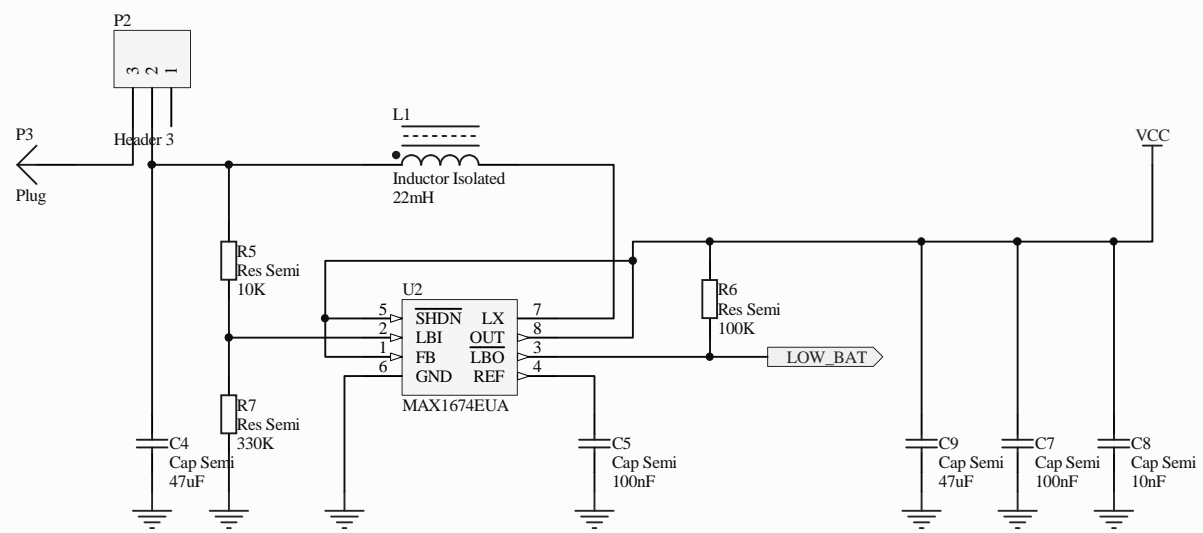 P2
3 2 1
Header 3
P3
Plug
L1
Inductor Isolated
22mH
VCC
R5
Res Semi
10K
U2
5 SHDN LX 7
2 LBI OUT 8
1 FB LBO 3
6 GND REF 4
MAX1674EUA
R6
Res Semi
100K
LOW_BAT
R7
Res Semi
330K
C4
Cap Semi
47uF
C5
Cap Semi
100nF
C9
Cap Semi
47uF
C7
Cap Semi
100nF
C8
Cap Semi
10nF